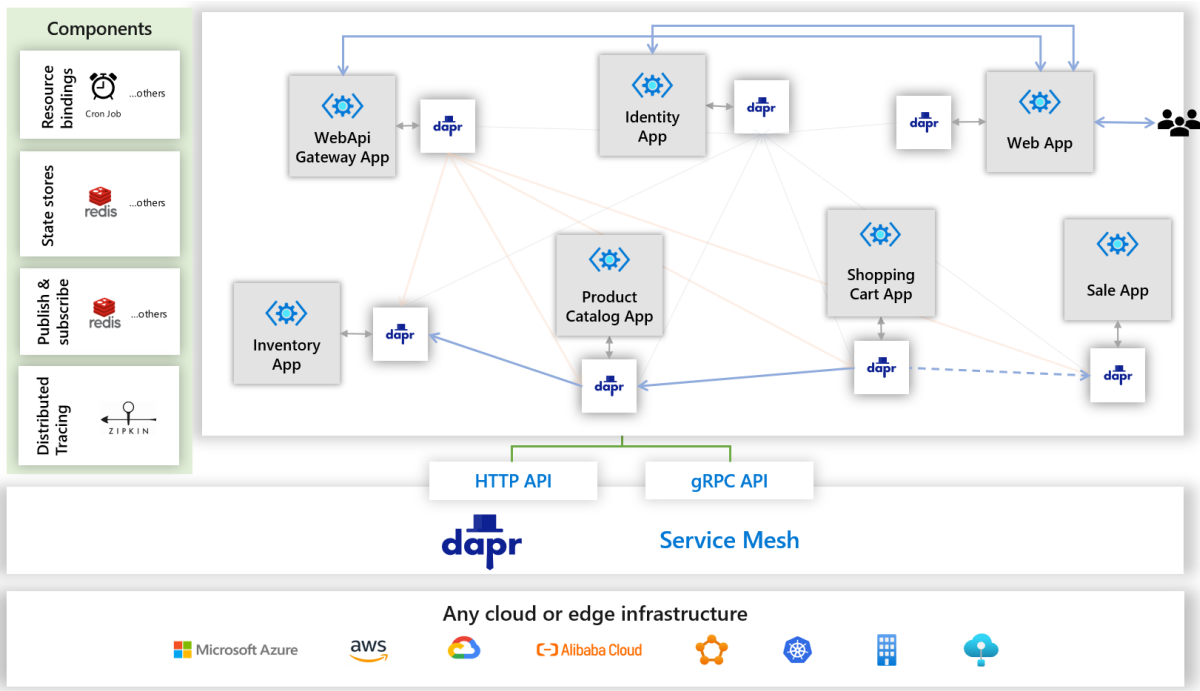 Components
Resource
bindings
Cron Job
...others
State stores
redis
...others
Publish &
subscribe
redis
...others
Distributed
Tracing
ZIPKIN
WebApi
Gateway App
dapr
Identity
App
dapr
dapr
Web App
Inventory
App
dapr
Product
Catalog App
dapr
Shopping
Cart App
dapr
Sale App
dapr
HTTP API
gRPC API
dapr
Service Mesh
Any cloud or edge infrastructure
Microsoft Azure
aws
Alibaba Cloud